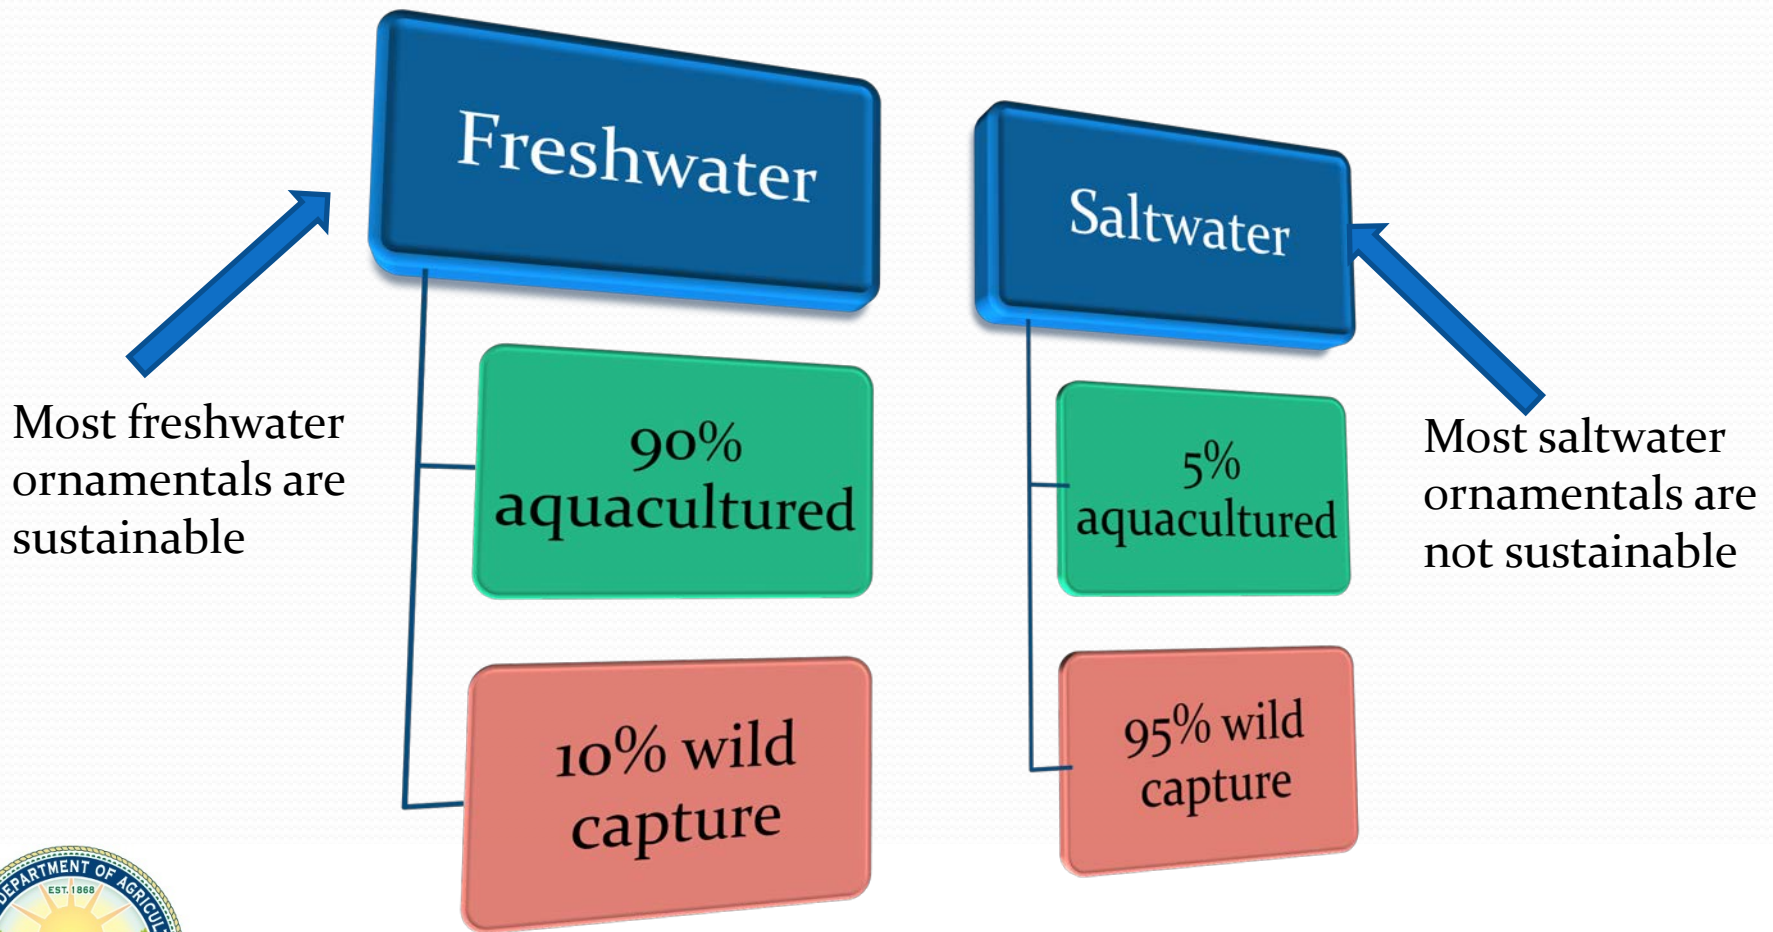 Freshwater
Saltwater
Most freshwater
ornamentals are
sustainable
90%
aquacultured
5%
aquacultured
Most saltwater
ornamentals are
not sustainable
10% wild
capture
95% wild
capture
DEPARTMENT OF
EST. 1868